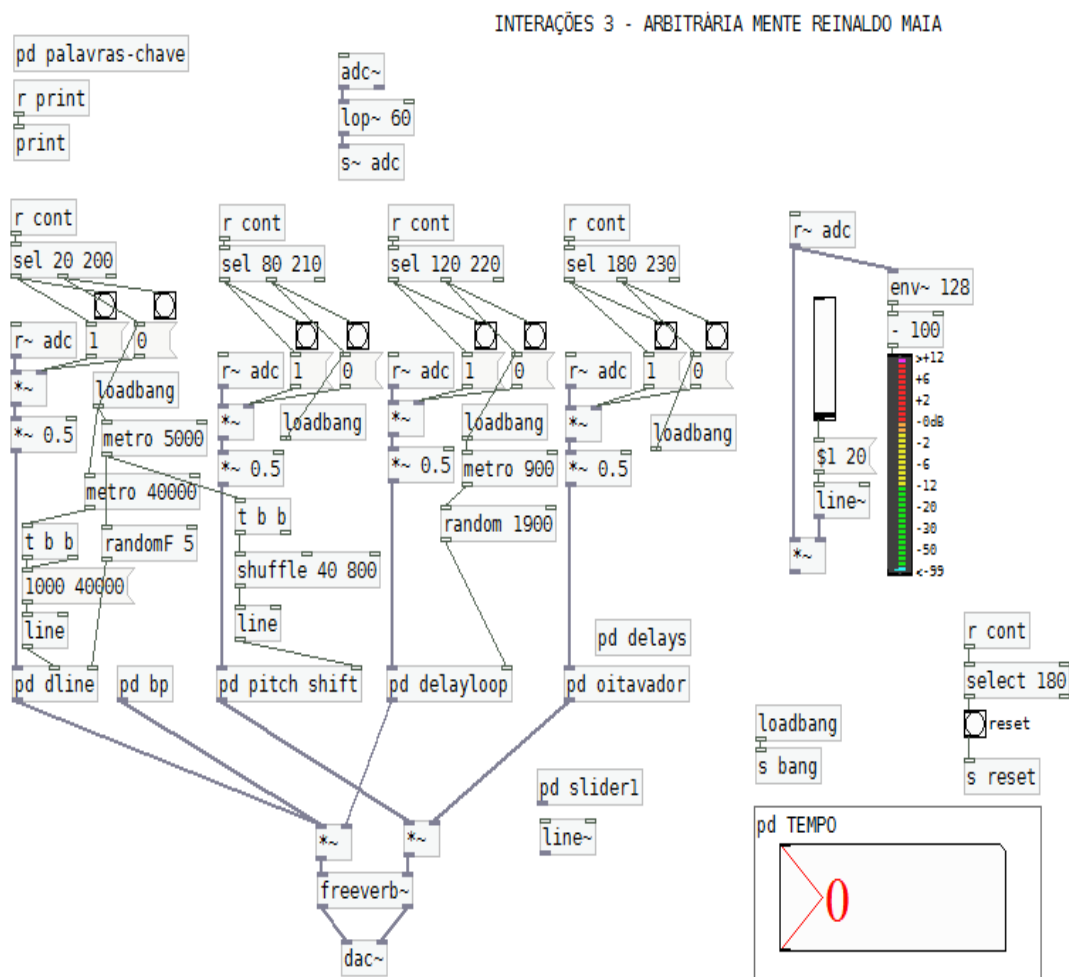 INTERAÇÕES 3 - ARBITRÁRIA MENTE REINALDO MAIA
pd palavras-chave
r print
print
adc~
lop~ 60
s~ adc
r cont
sel 20 200
r~ adc
1
0
*~
loadbang
*~ 0.5
metro 5000
metro 40000
t b b
randomF 5
1000 40000
line
pd dline
pd bp
r cont
sel 80 210
r~ adc
1
0
*~
loadbang
*~ 0.5
t b b
shuffle 40 800
line
pd pitch shift
r cont
sel 120 220
r~ adc
1
0
*~
loadbang
*~ 0.5
metro 900
random 1900
pd delayloop
r cont
sel 180 230
r~ adc
1
0
*~
loadbang
*~ 0.5
pd delays
pd oitavador
r~ adc
env~ 128
- 100
>+12
+6
+2
-0dB
-2
-6
-12
-20
-30
-50
<-99
$1 20
line~
*~
r cont
select 180
reset
s reset
loadbang
s bang
pd slider1
line~
*~
*~
freeverb~
dac~
pd TEMPO
0